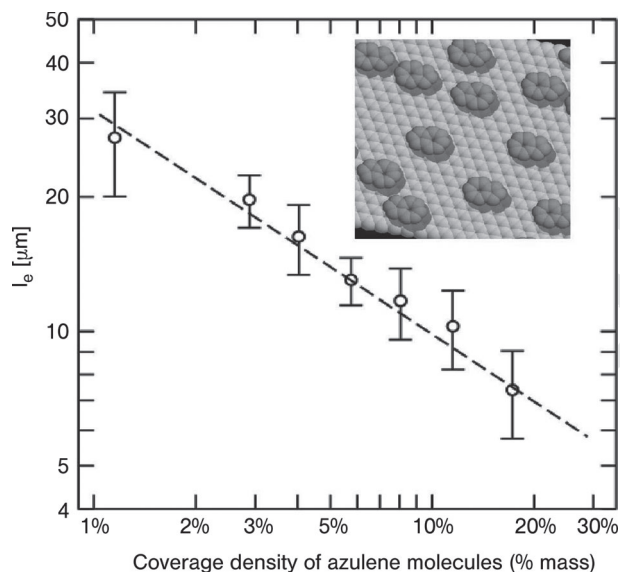 50
40
30
20
10
5
4
l_e [μm]
1% 2% 3% 5% 10% 20% 30%
Coverage density of azulene molecules (% mass)